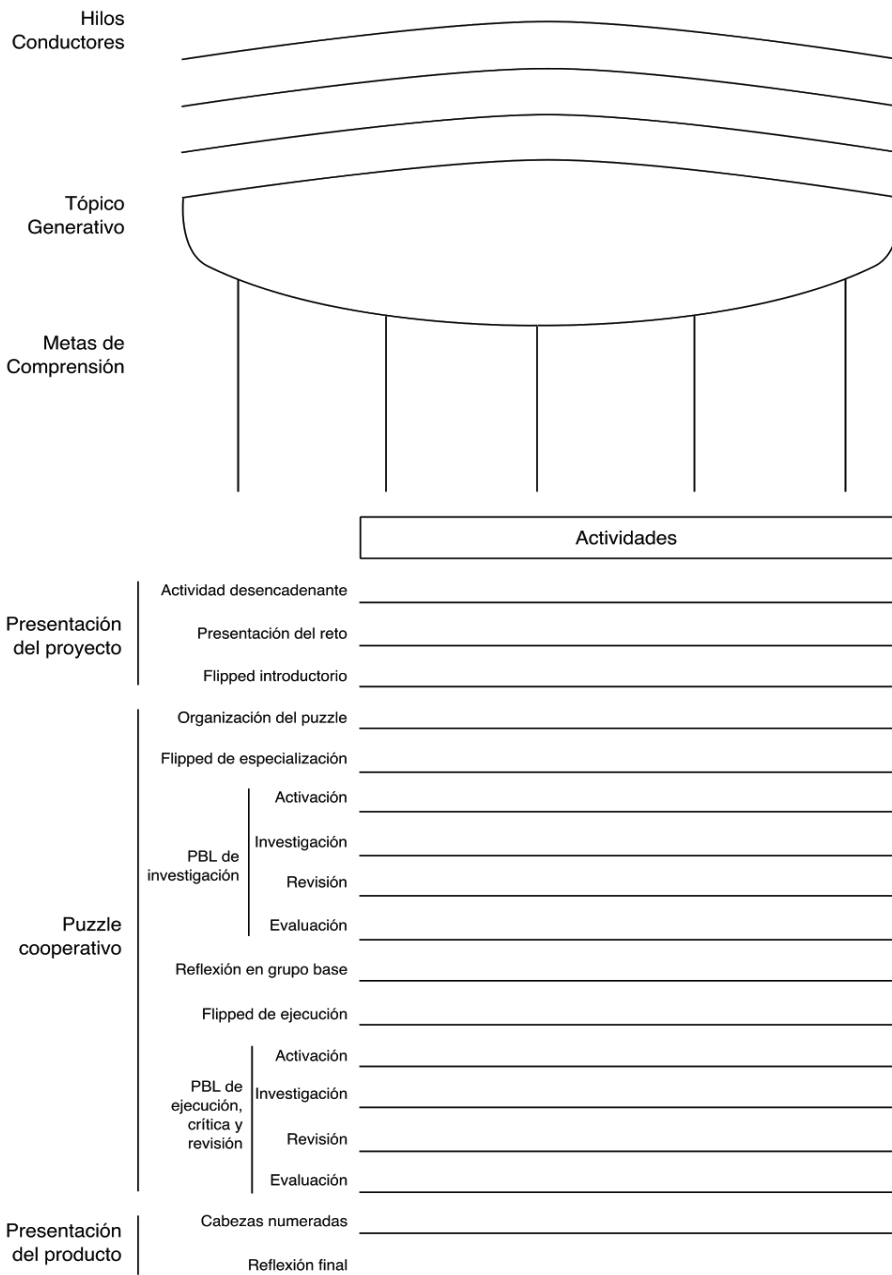 Hilos
Conductores
Tópico
Generativo
Metas de
Comprensión
Actividades
Presentación
del proyecto
Actividad desencadenante
Presentación del reto
Flipped introductorio
Puzzle
cooperativo
Organización del puzzle
Flipped de especialización
PBL de
investigación
Activación
Investigación
Revisión
Evaluación
Reflexión en grupo base
Flipped de ejecución
PBL de
ejecución,
crítica y
revisión
Activación
Investigación
Revisión
Evaluación
Presentación
del producto
Cabezas numeradas
Reflexión final